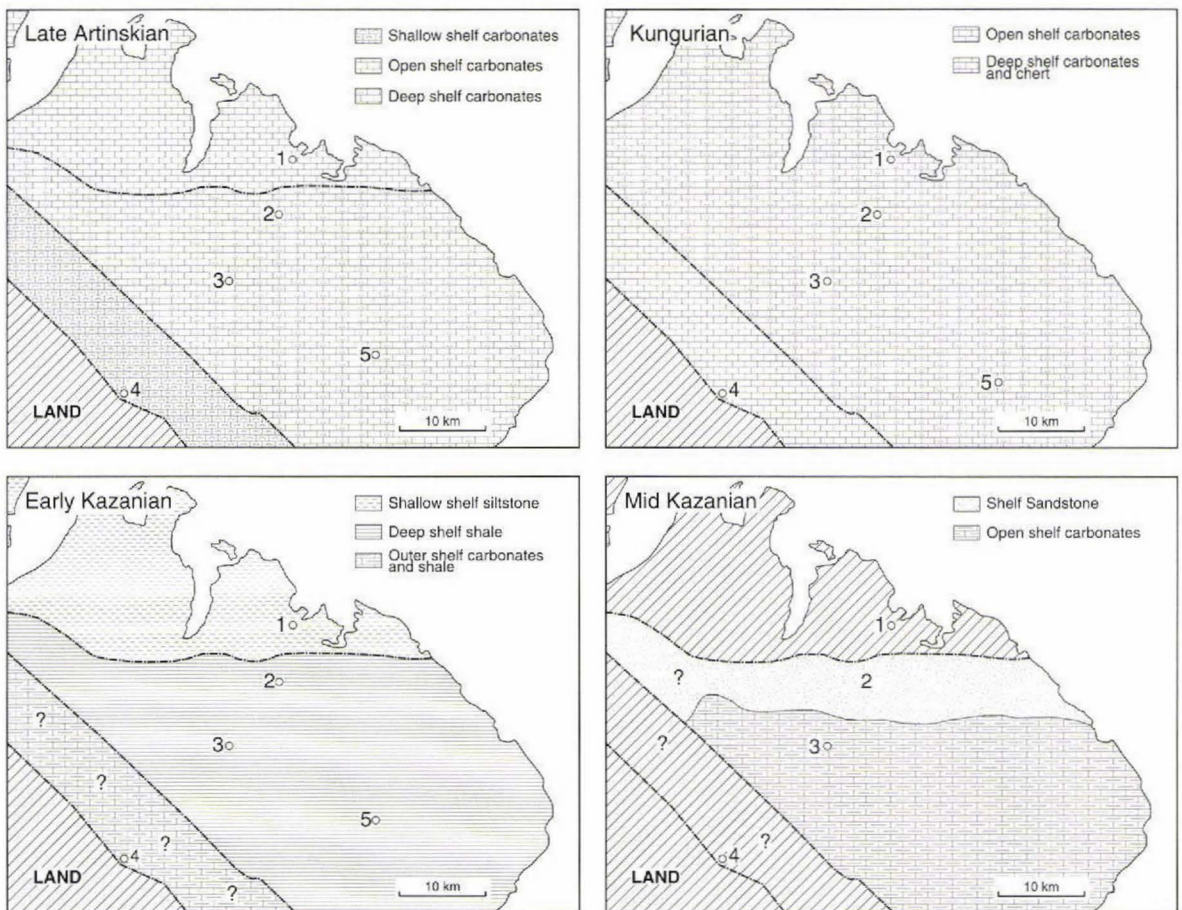 Late Artinskian
Shallow shelf carbonates
Open shelf carbonates
Deep shelf carbonates
1
2
3
5
4
LAND
10 km
Kungurian
Open shelf carbonates
Deep shelf carbonates
and chert
1
2
3
5
4
LAND
10 km
Early Kazanian
Shallow shelf siltstone
Deep shelf shale
Outer shelf carbonates
and shale
1
2
?
3
?
5
?
4
LAND
?
10 km
Mid Kazanian
Shelf Sandstone
Open shelf carbonates
1
?
2
?
3
?
4
LAND
10 km